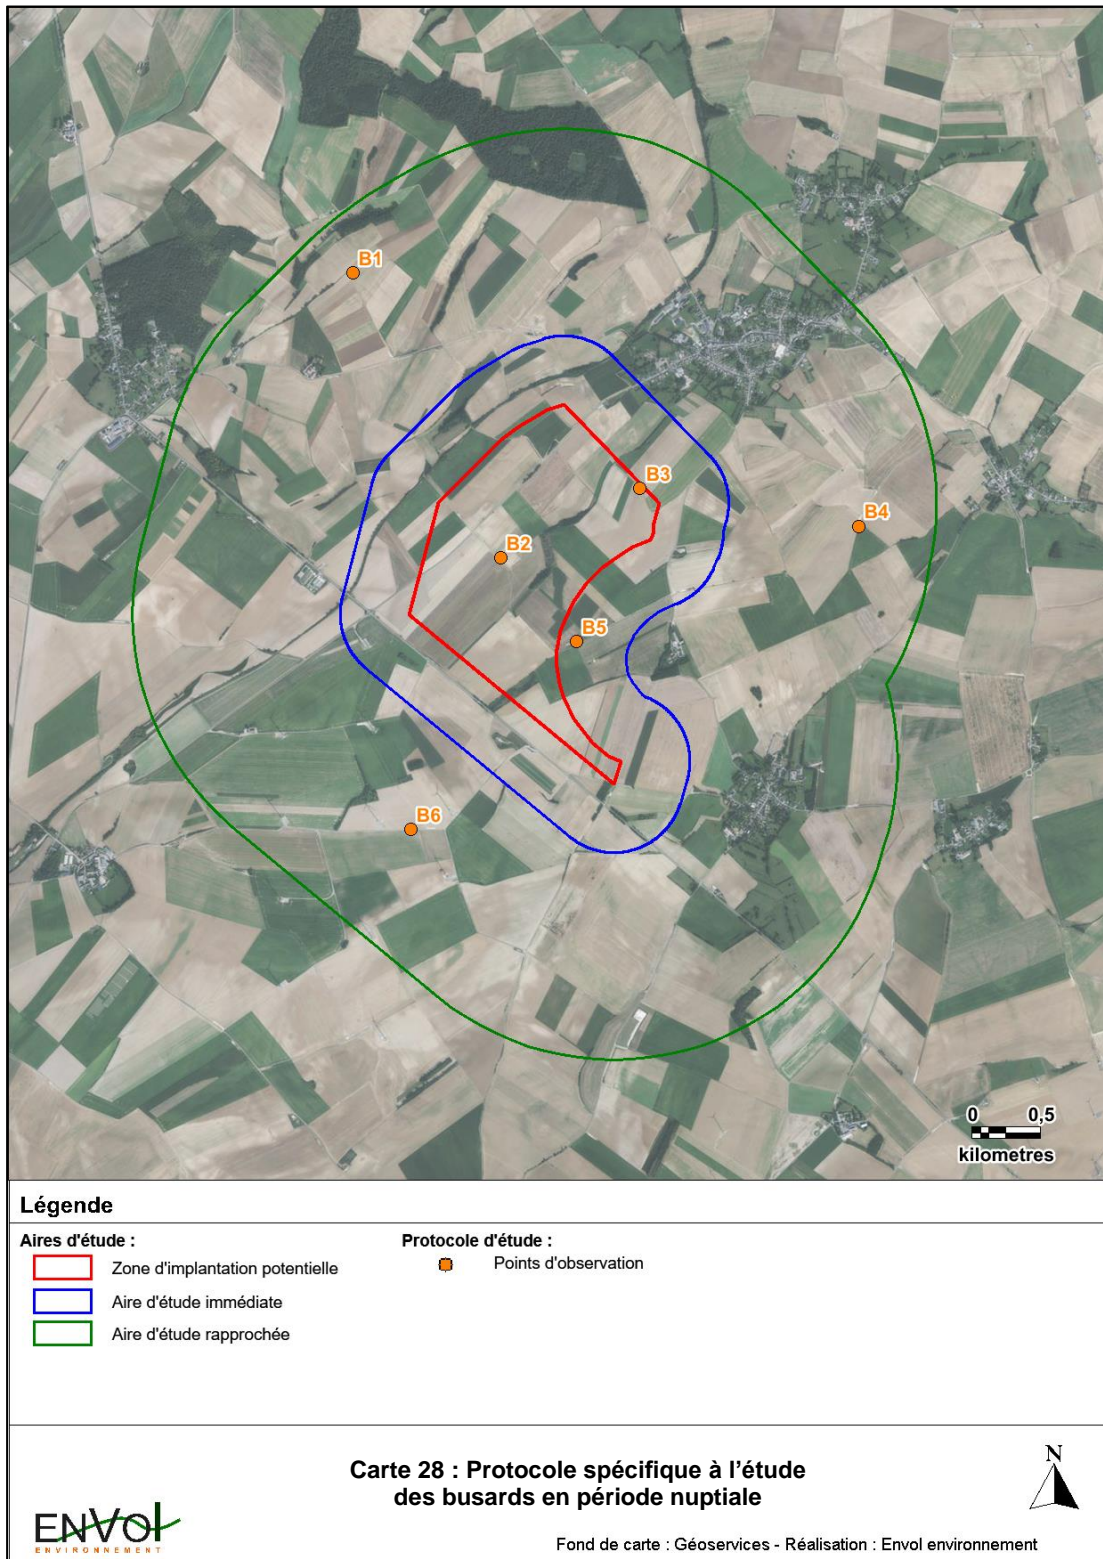 B1
B3
B4
B2
B5
B6
0 0,5
kilometres
Légende
Aires d'étude :
Protocole d'étude :
Zone d'implantation potentielle
Points d'observation
Aire d'étude immédiate
Aire d'étude rapprochée
Carte 28 : Protocole spécifique à l'étude
des busards en période nuptiale
N
ENVOl
ENVIRONNEMENT
Fond de carte : Géoservices - Réalisation : Envol environnement